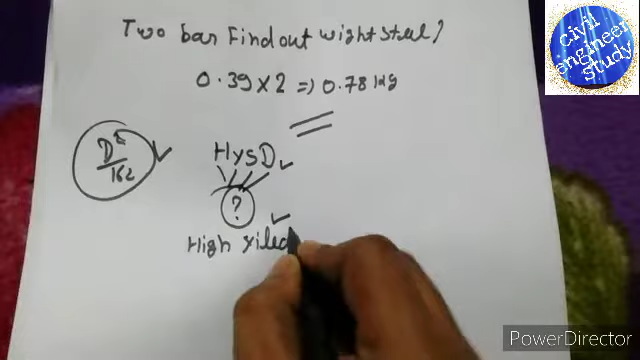 Two bar Find out wight steel?
0.39 × 2 => 0.78 kg
D²/162
HYSD
?
High Yiled
civil
engineer
study
PowerDirector